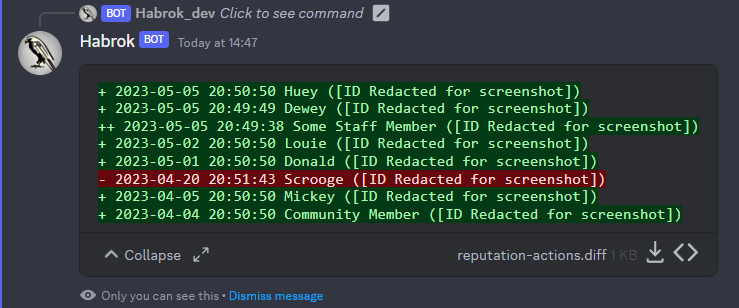 BOT Habrok_dev Click to see command
Habrok BOT Today at 14:47
+ 2023-05-05 20:50:50 Huey ([ID Redacted for screenshot])
+ 2023-05-05 20:49:49 Dewey ([ID Redacted for screenshot])
++ 2023-05-05 20:49:38 Some Staff Member ([ID Redacted for screenshot])
+ 2023-05-02 20:50:50 Louie ([ID Redacted for screenshot])
+ 2023-05-01 20:50:50 Donald ([ID Redacted for screenshot])
- 2023-04-20 20:51:43 Scrooge ([ID Redacted for screenshot])
+ 2023-04-05 20:50:50 Mickey ([ID Redacted for screenshot])
+ 2023-04-04 20:50:50 Community Member ([ID Redacted for screenshot])
Collapse reputation-actions.diff 1 KB
Only you can see this • Dismiss message